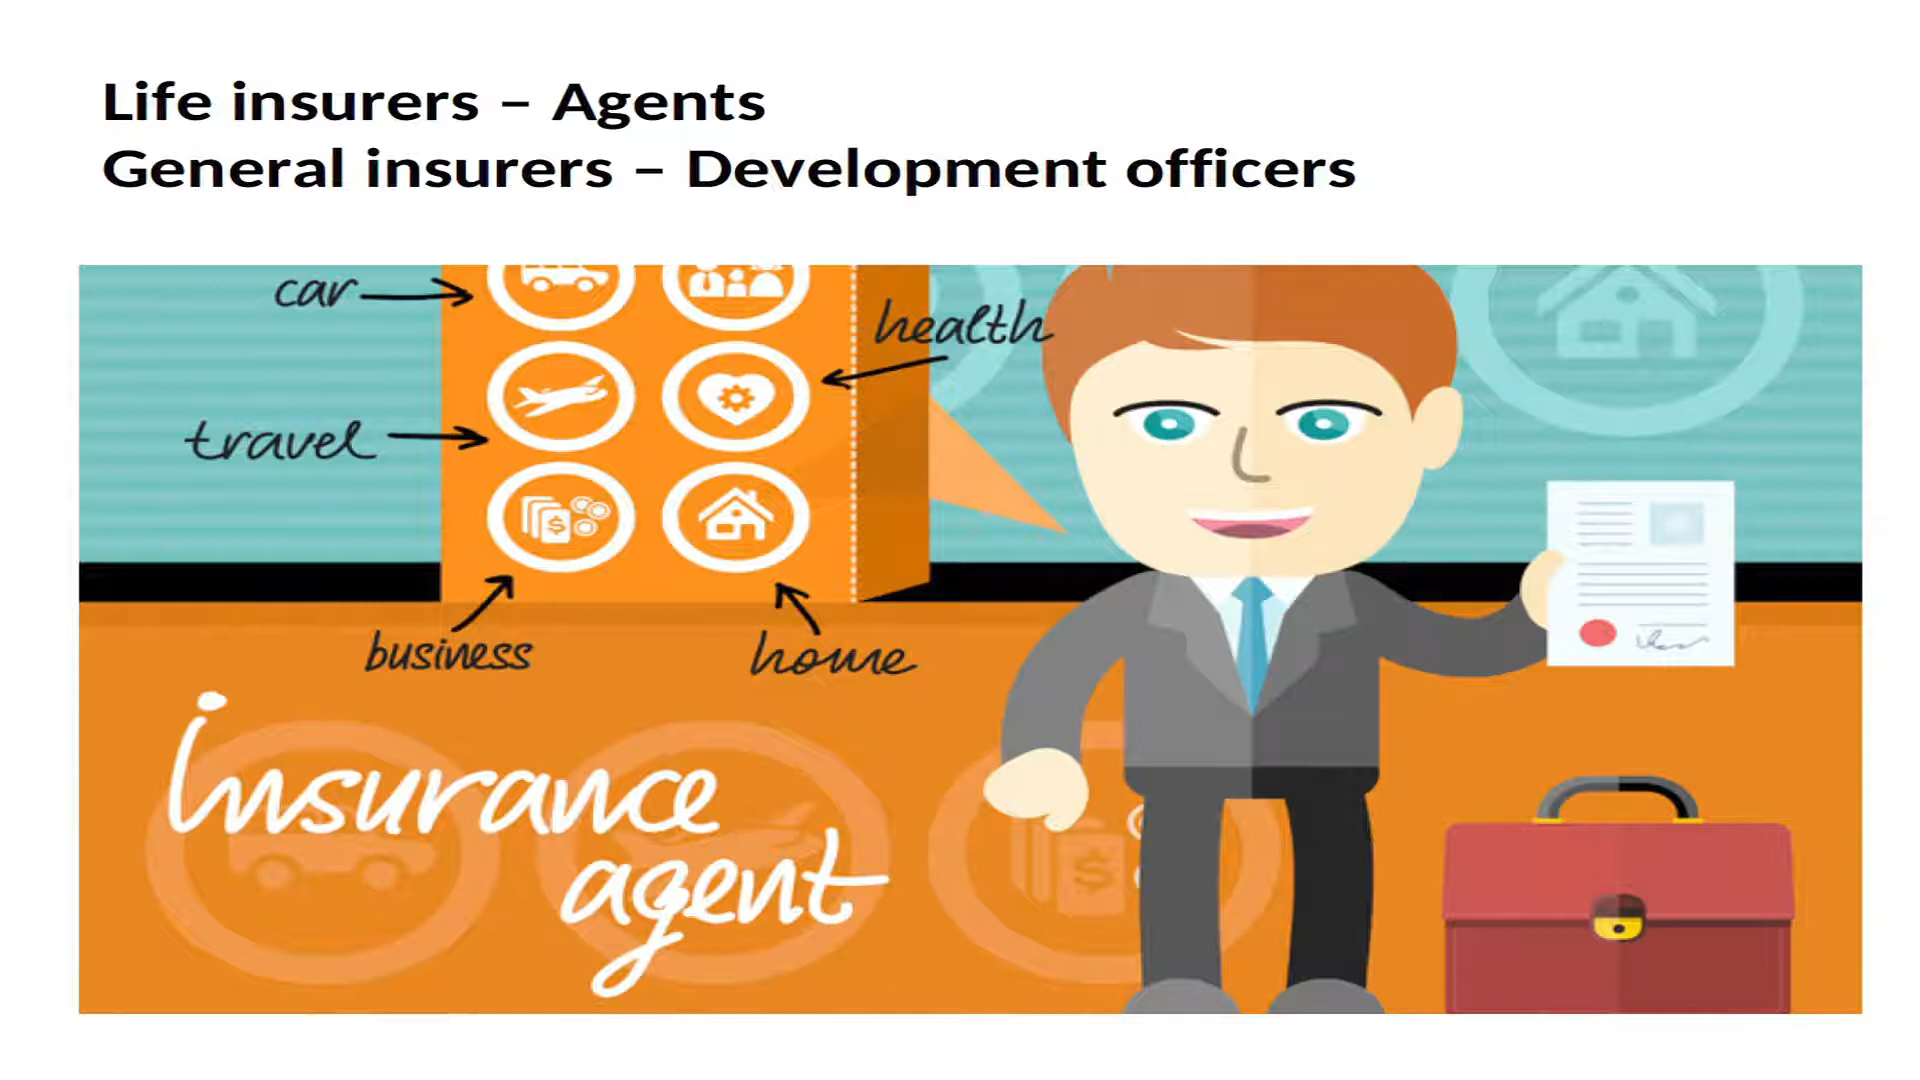 Life insurers – Agents
General insurers – Development officers
car
health
travel
business
home
insurance
agent